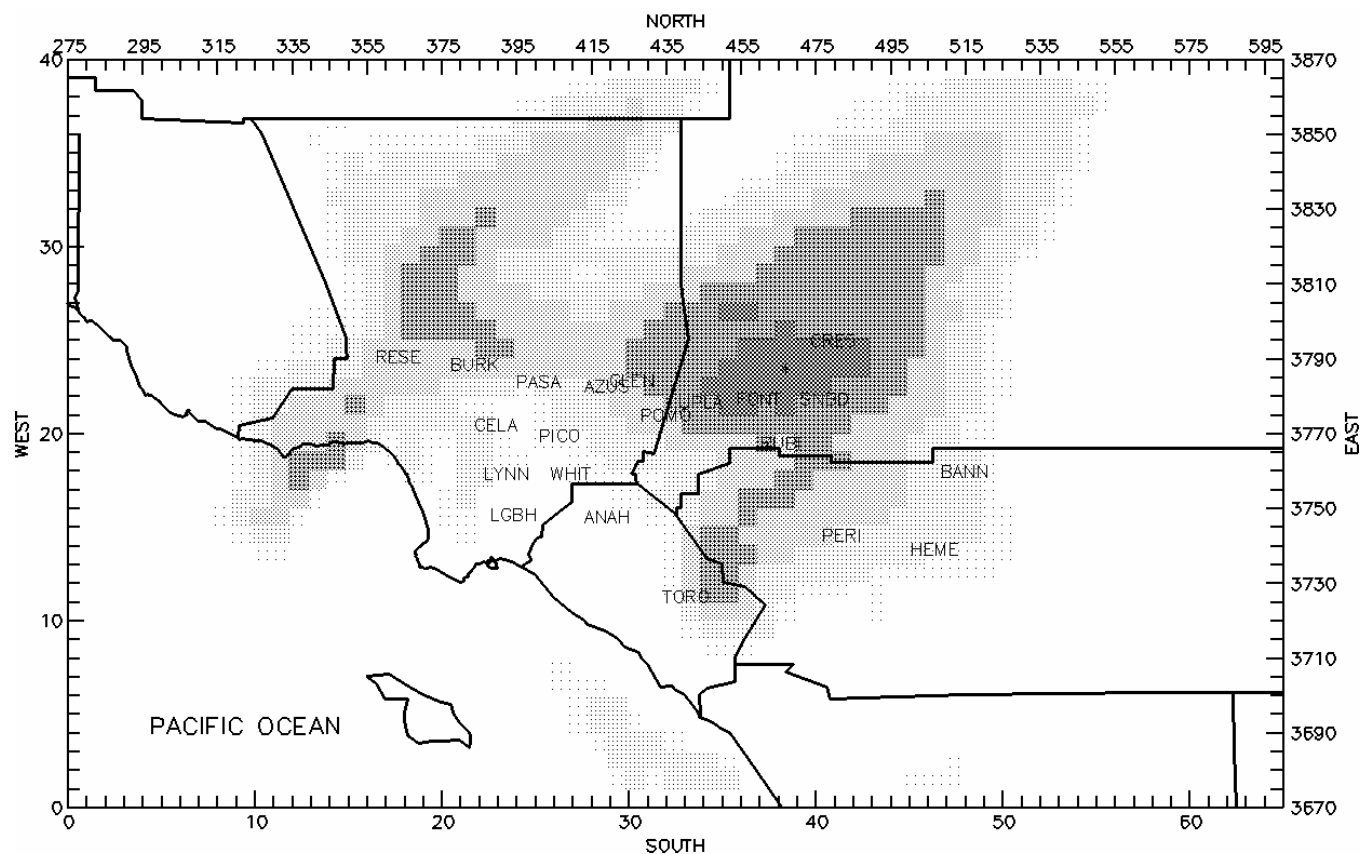 NORTH
275 295 315 335 355 375 395 415 435 455 475 495 515 535 555 575 595
40 3870
3850
3830
30
3810
CRES
RESE BURK 3790
PASA AZUS GLEN
UPLA FONT SNBD
POMO
CELA PICO RUBI
WEST 20 3770 EAST
LYNN WHIT BANN
LGBH ANAH 3750
PERI
HEME
TORO 3730
10
3710
PACIFIC OCEAN
3690
0 3670
0 10 20 30 40 50 60
SOUTH